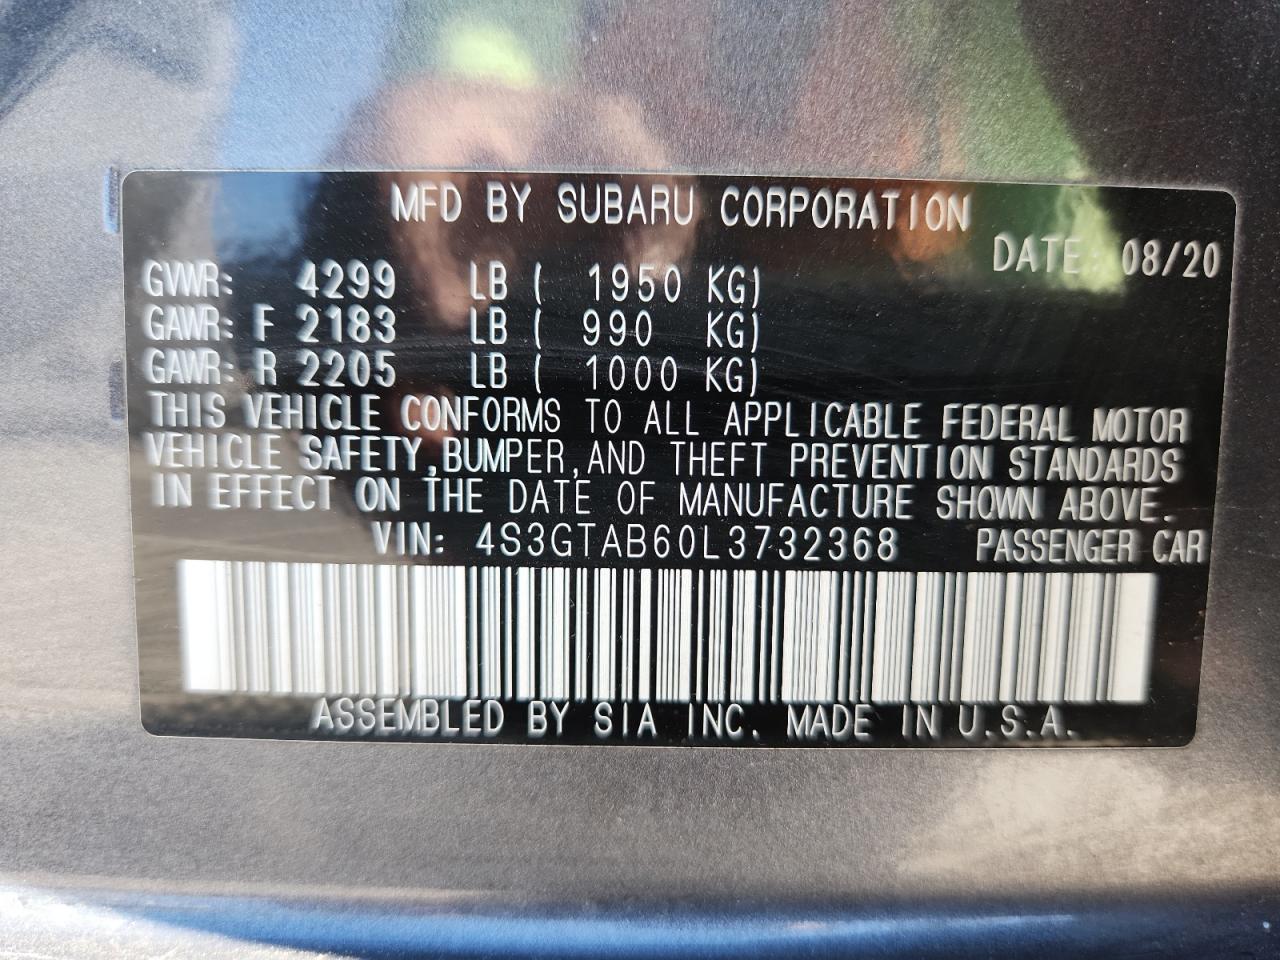 MFD BY SUBARU CORPORATION
DATE: 08/20
GVWR: 4299 LB ( 1950 KG)
GAWR: F 2183 LB ( 990 KG)
GAWR: R 2205 LB ( 1000 KG)
THIS VEHICLE CONFORMS TO ALL APPLICABLE FEDERAL MOTOR
VEHICLE SAFETY,BUMPER,AND THEFT PREVENTION STANDARDS
IN EFFECT ON THE DATE OF MANUFACTURE SHOWN ABOVE.
VIN: 4S3GTAB60L3732368 PASSENGER CAR
ASSEMBLED BY SIA INC. MADE IN U.S.A.